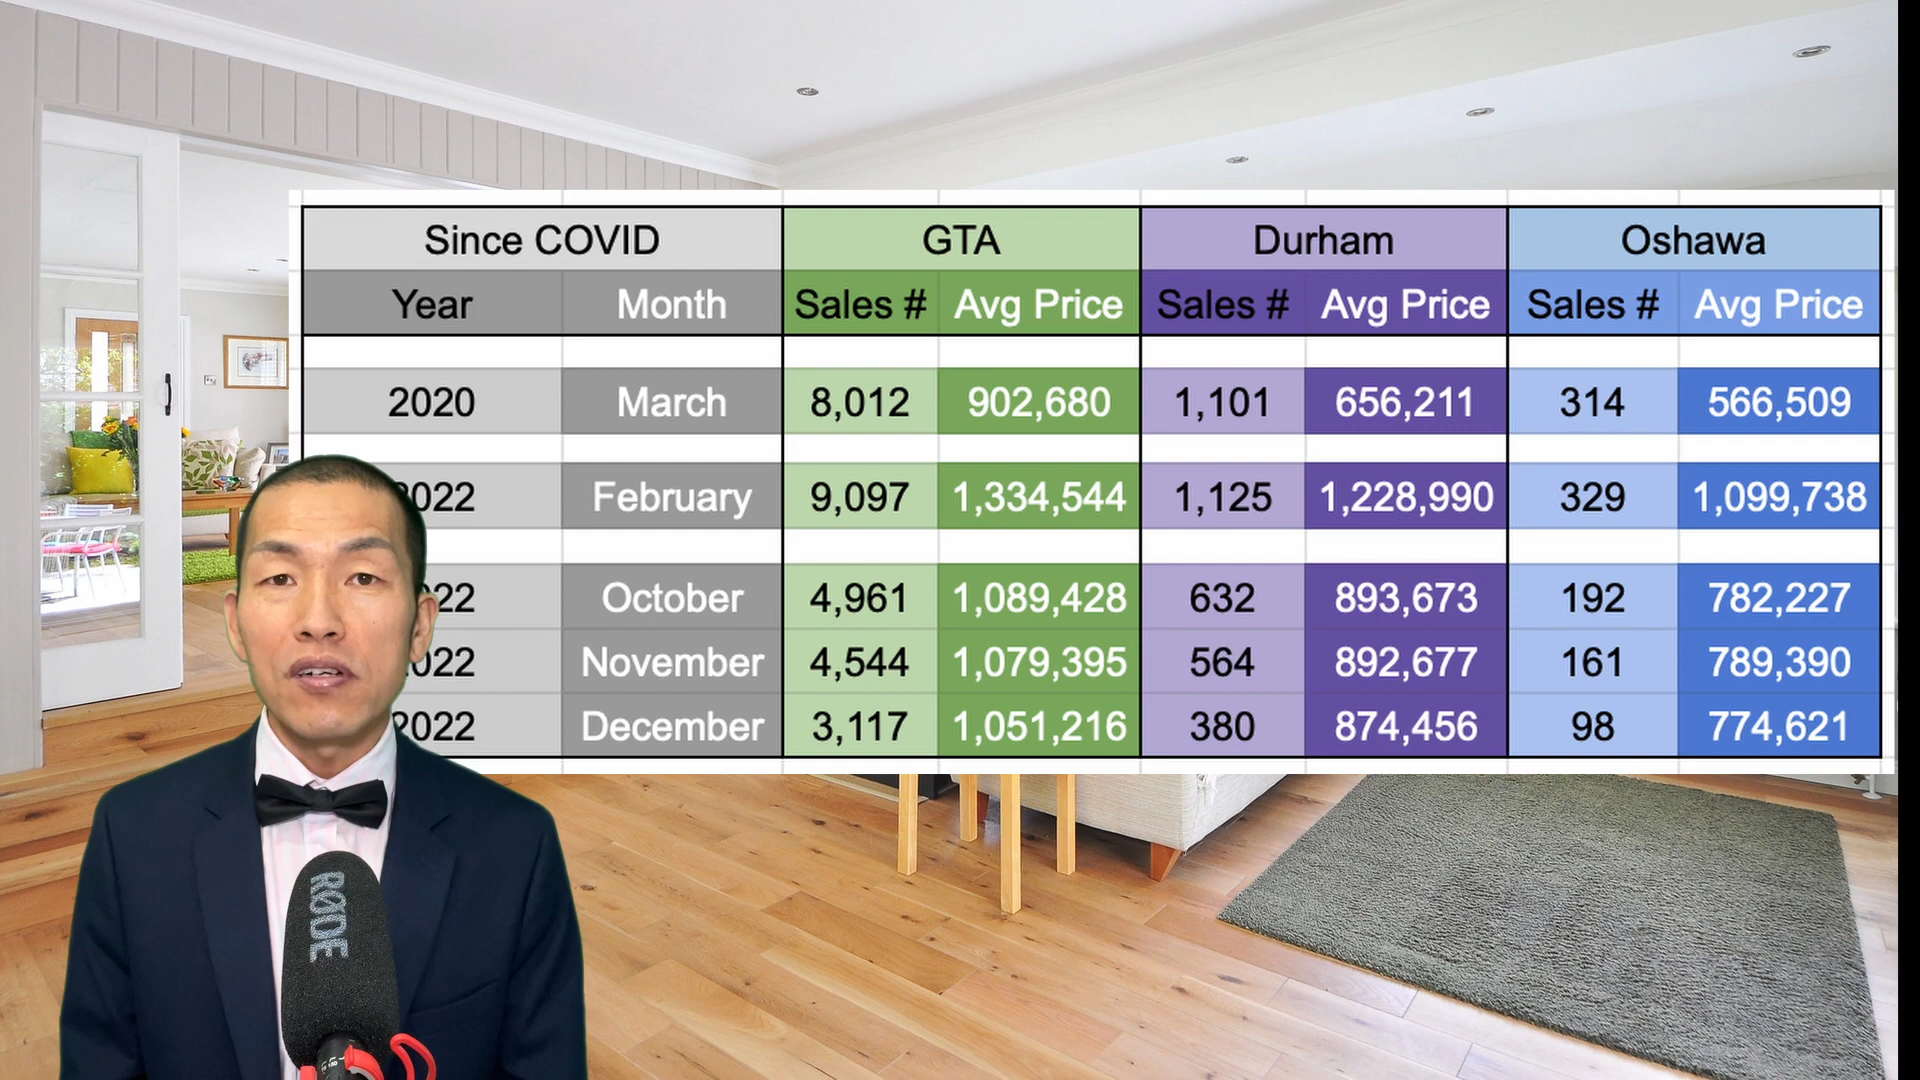 Since COVID GTA Durham Oshawa
Year Month Sales # Avg Price Sales # Avg Price Sales # Avg Price
2020 March 8,012 902,680 1,101 656,211 314 566,509
2022 February 9,097 1,334,544 1,125 1,228,990 329 1,099,738
2022 October 4,961 1,089,428 632 893,673 192 782,227
2022 November 4,544 1,079,395 564 892,677 161 789,390
2022 December 3,117 1,051,216 380 874,456 98 774,621
RØDE